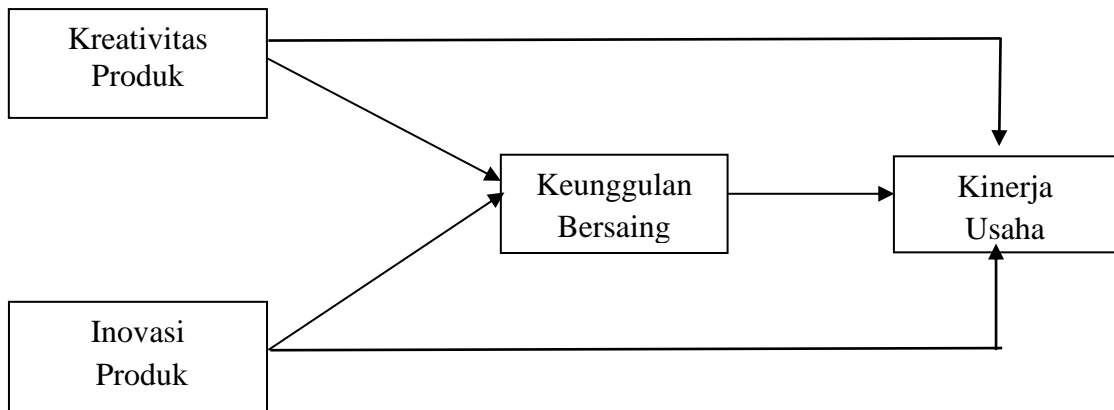 Kreativitas
Produk
Keunggulan
Bersaing
Kinerja
Usaha
Inovasi
Produk